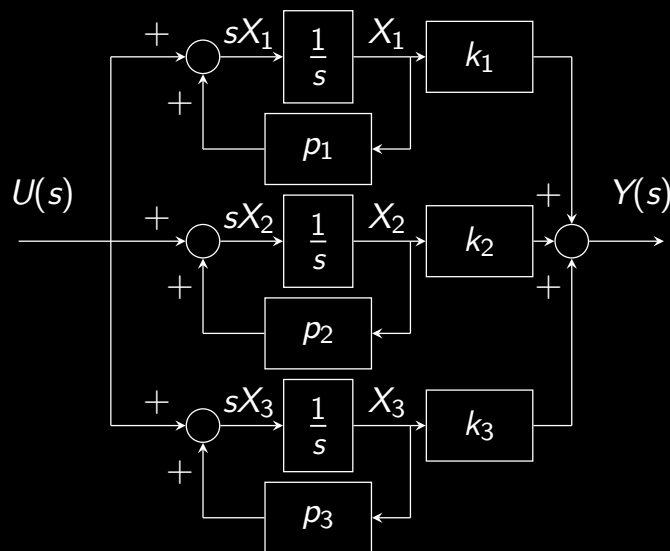 + sX₁ 1/s X₁ k₁
+ p₁
U(s) + Y(s)
+ sX₂ 1/s X₂ k₂
+ p₂ +
+ sX₃ 1/s X₃ k₃
+ p₃